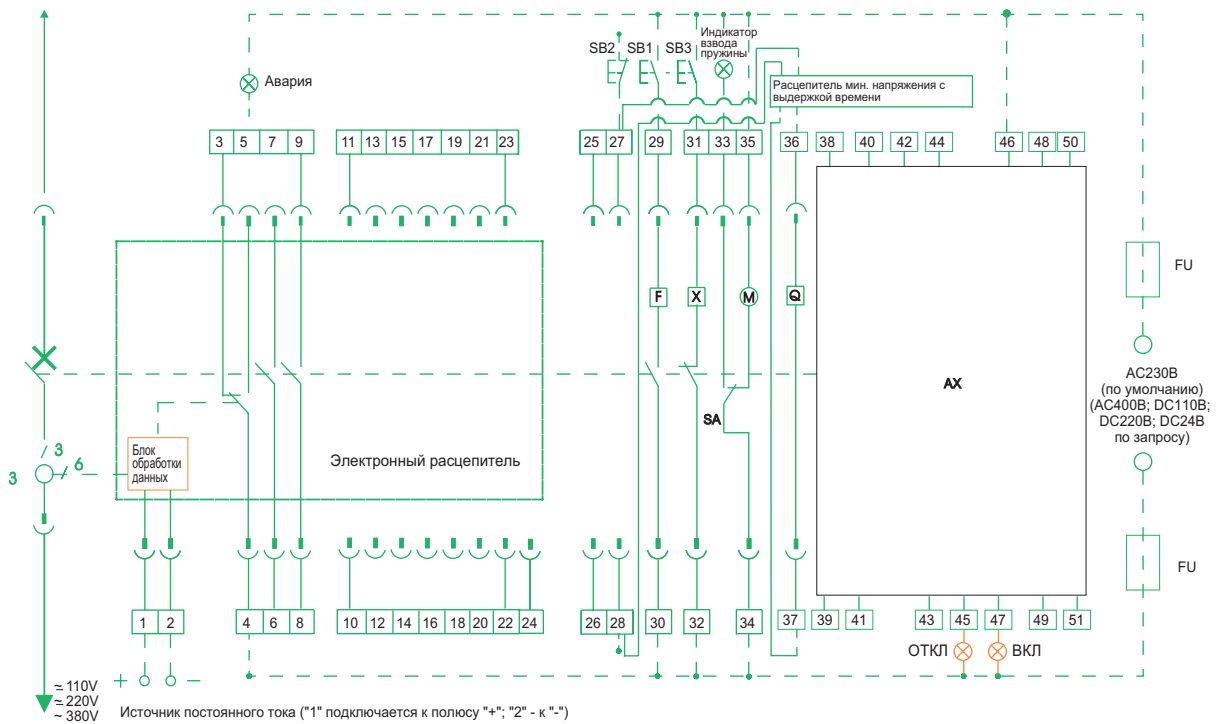 Авария
SB2 SB1 SB3
Индикатор
взвода
пружины
Расцепитель мин. напряжения с
выдержкой времени
3 5 7 9 11 13 15 17 19 21 23 25 27 29 31 33 35 36 38 40 42 44 46 48 50
FU
F X M Q
AX
SA
AC230В
(по умолчанию)
(AC400В; DC110В;
DC220В; DC24В
по запросу)
3
6
3
Блок
обработки
данных
Электронный расцепитель
FU
1 2 4 6 8 10 12 14 16 18 20 22 24 26 28 30 32 34 37 39 41 43 45 47 49 51
ОТКЛ ВКЛ
+ –
≃ 110V
≃ 220V
~ 380V
Источник постоянного тока ("1" подключается к полюсу "+"; "2" - к "-")